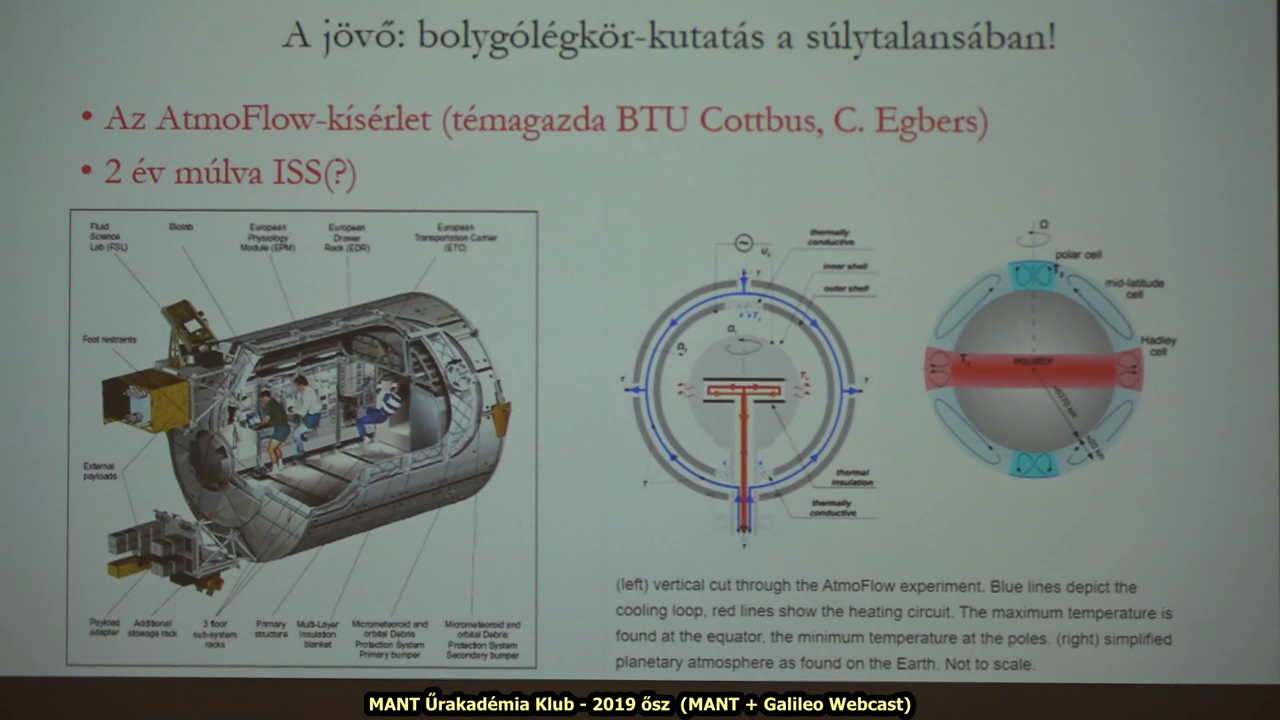 A jövő: bolygólégkör-kutatás a súlytalansában!
• Az AtmoFlow-kísérlet (témagazda BTU Cottbus, C. Egbers)
• 2 év múlva ISS(?)
Fluid
Science
Lab (FSL)
Biolab
European
Physiology
Module (EPM)
European
Drawer
Rack (EDR)
European
Transportation Carrier
(ETC)
Foot restraints
External
payloads
Payload
adapter
Additional
stowage rack
3 floor
sub-system
racks
Primary
structure
Multi-Layer
Insulation
blanket
Micrometeoroid and
orbital Debris
Protection System
Primary bumper
Micrometeoroid and
orbital Debris
Protection System
Secondary bumper
thermally
conductive
inner shell
outer shell
thermal
insulation
thermally
conductive
Ω
polar cell
mid-latitude
cell
Hadley
cell
equator
(left) vertical cut through the AtmoFlow experiment. Blue lines depict the
cooling loop, red lines show the heating circuit. The maximum temperature is
found at the equator, the minimum temperature at the poles. (right) simplified
planetary atmosphere as found on the Earth. Not to scale.
MANT Űrakadémia Klub - 2019 ősz (MANT + Galileo Webcast)